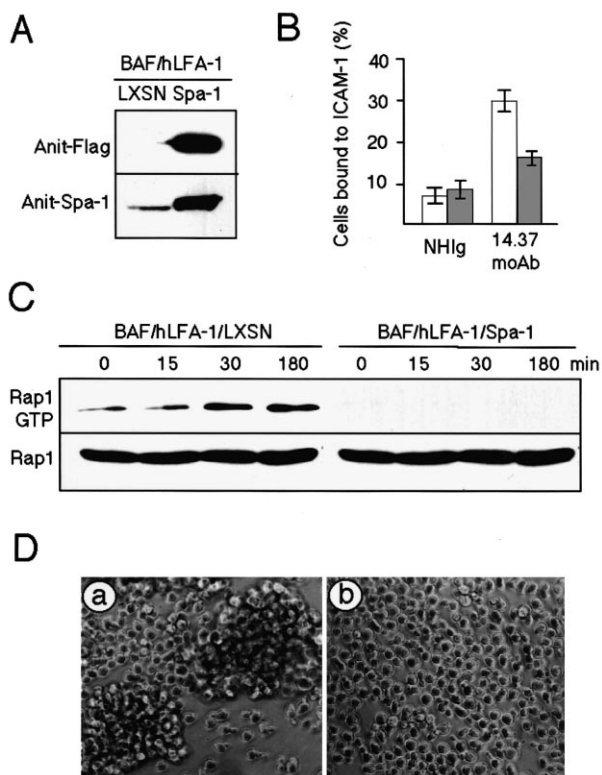 A
BAF/hLFA-1
LXSN Spa-1
Anit-Flag
Anit-Spa-1
B
Cells bound to ICAM-1 (%)
40
30
20
10
NHIg
14.37
moAb
C
BAF/hLFA-1/LXSN
BAF/hLFA-1/Spa-1
0 15 30 180 0 15 30 180 min
Rap1
GTP
Rap1
D
a
b